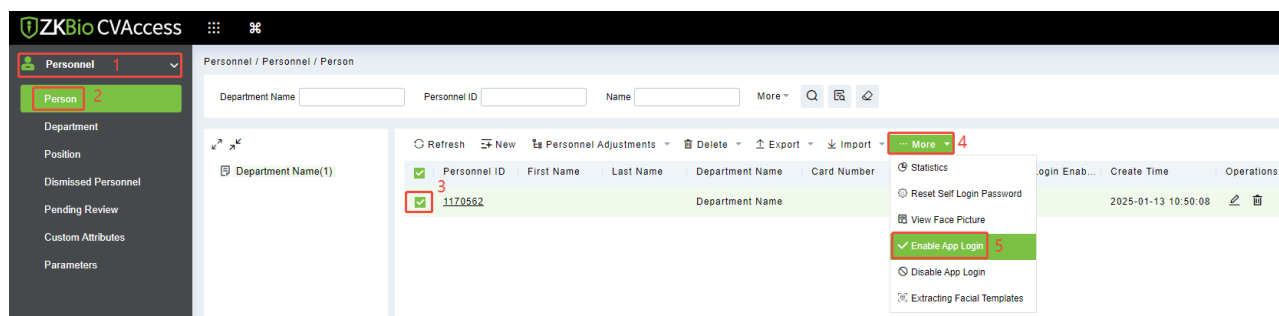 ZKBio CVAccess
Personnel 1
Personnel / Personnel / Person
Person 2
Department Name Personnel ID Name More
Department
Position
Dismissed Personnel
Pending Review
Custom Attributes
Parameters
Refresh New Personnel Adjustments Delete Export Import ··· More 4
Department Name(1)
Personnel ID First Name Last Name Department Name Card Number ogin Enab... Create Time Operations
3
1170562 Department Name 2025-01-13 10:50:08
Statistics
Reset Self Login Password
View Face Picture
Enable App Login 5
Disable App Login
Extracting Facial Templates